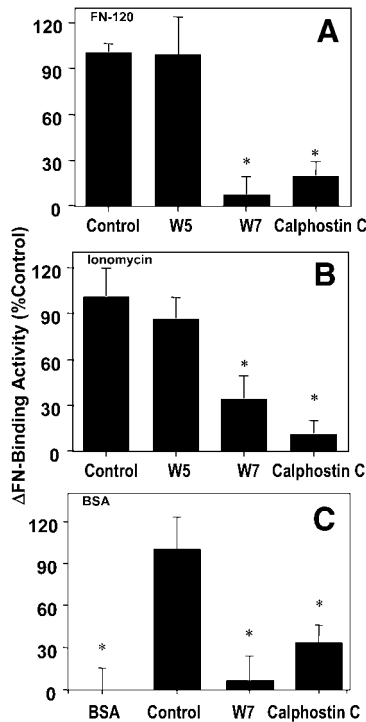 FN-120
A
120
90
30
0
Control W5 W7 Calphostin C
* *
ΔFN-Binding Activity (%Control)
Ionomycin
B
120
90
60
30
0
Control W5 W7 Calphostin C
* *
BSA
C
120
90
60
30
0
BSA Control W7 Calphostin C
* * *